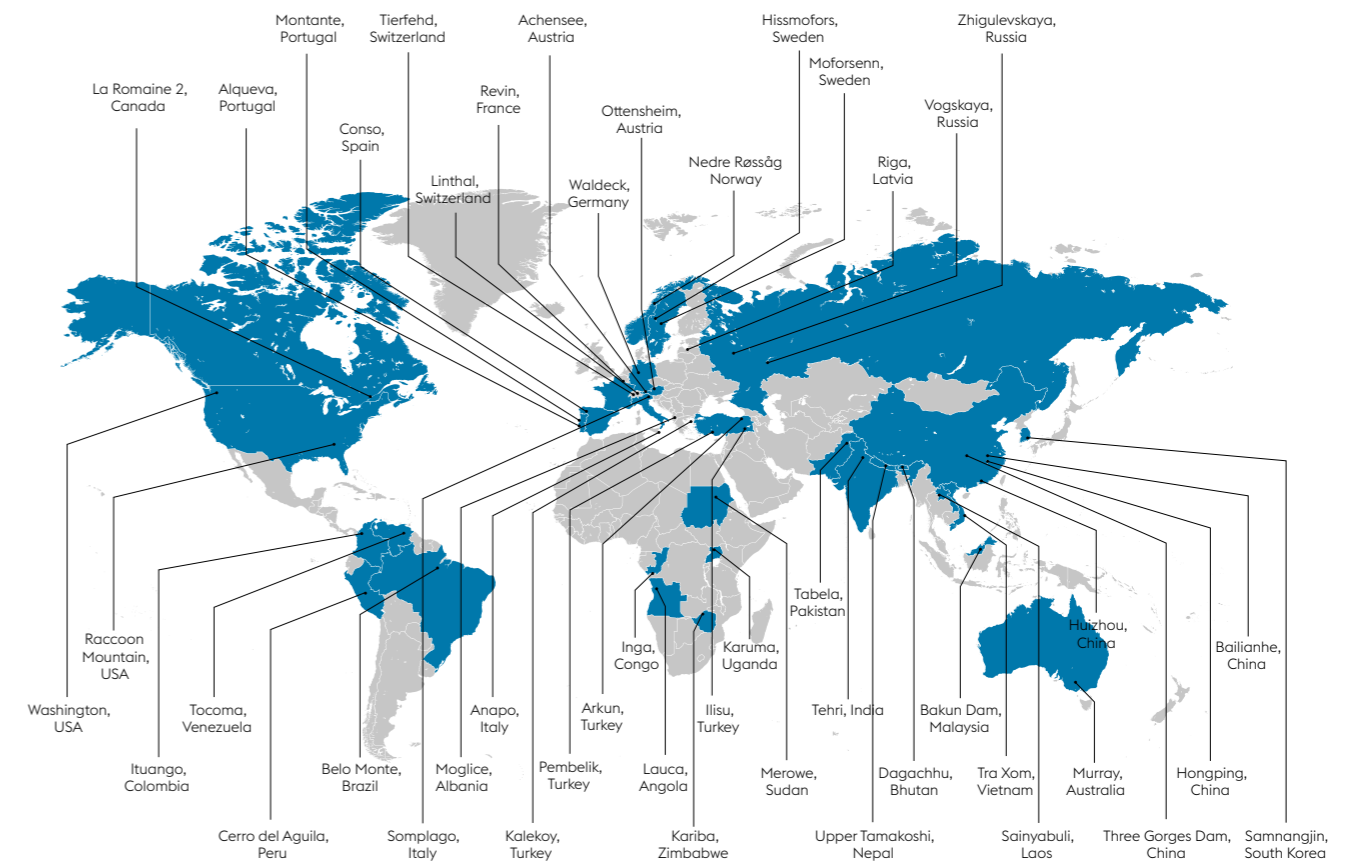 Montante,
Portugal
Tierfehd,
Switzerland
Achensee,
Austria
Hissmofors,
Sweden
Zhigulevskaya,
Russia
Moforsenn,
Sweden
La Romaine 2,
Canada
Alqueva,
Portugal
Revin,
France
Vogskaya,
Russia
Ottensheim,
Austria
Conso,
Spain
Nedre Røssåg
Norway
Riga,
Latvia
Linthal,
Switzerland
Waldeck,
Germany
Tabela,
Pakistan
Huizhou,
China
Raccoon
Mountain,
USA
Inga,
Congo
Karuma,
Uganda
Bailianhe,
China
Washington,
USA
Tocoma,
Venezuela
Anapo,
Italy
Arkun,
Turkey
Ilisu,
Turkey
Tehri, India
Bakun Dam,
Malaysia
Ituango,
Colombia
Belo Monte,
Brazil
Moglice,
Albania
Pembelik,
Turkey
Lauca,
Angola
Merowe,
Sudan
Dagachhu,
Bhutan
Tra Xom,
Vietnam
Murray,
Australia
Hongping,
China
Cerro del Aguila,
Peru
Somplago,
Italy
Kalekoy,
Turkey
Kariba,
Zimbabwe
Upper Tamakoshi,
Nepal
Sainyabuli,
Laos
Three Gorges Dam,
China
Samnangjin,
South Korea